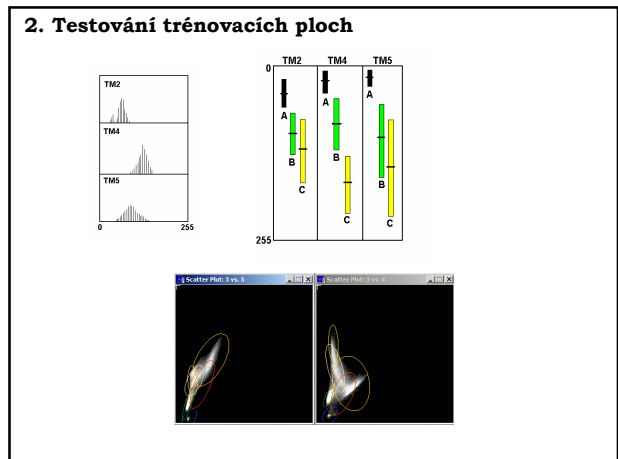 2. Testování trénovacích ploch
TM2
TM4
TM5
0 255
TM2 TM4 TM5
0
A A A
B B B
C C C
255
Scatter Plot: 3 vs. 5
Scatter Plot: 3 vs. 4